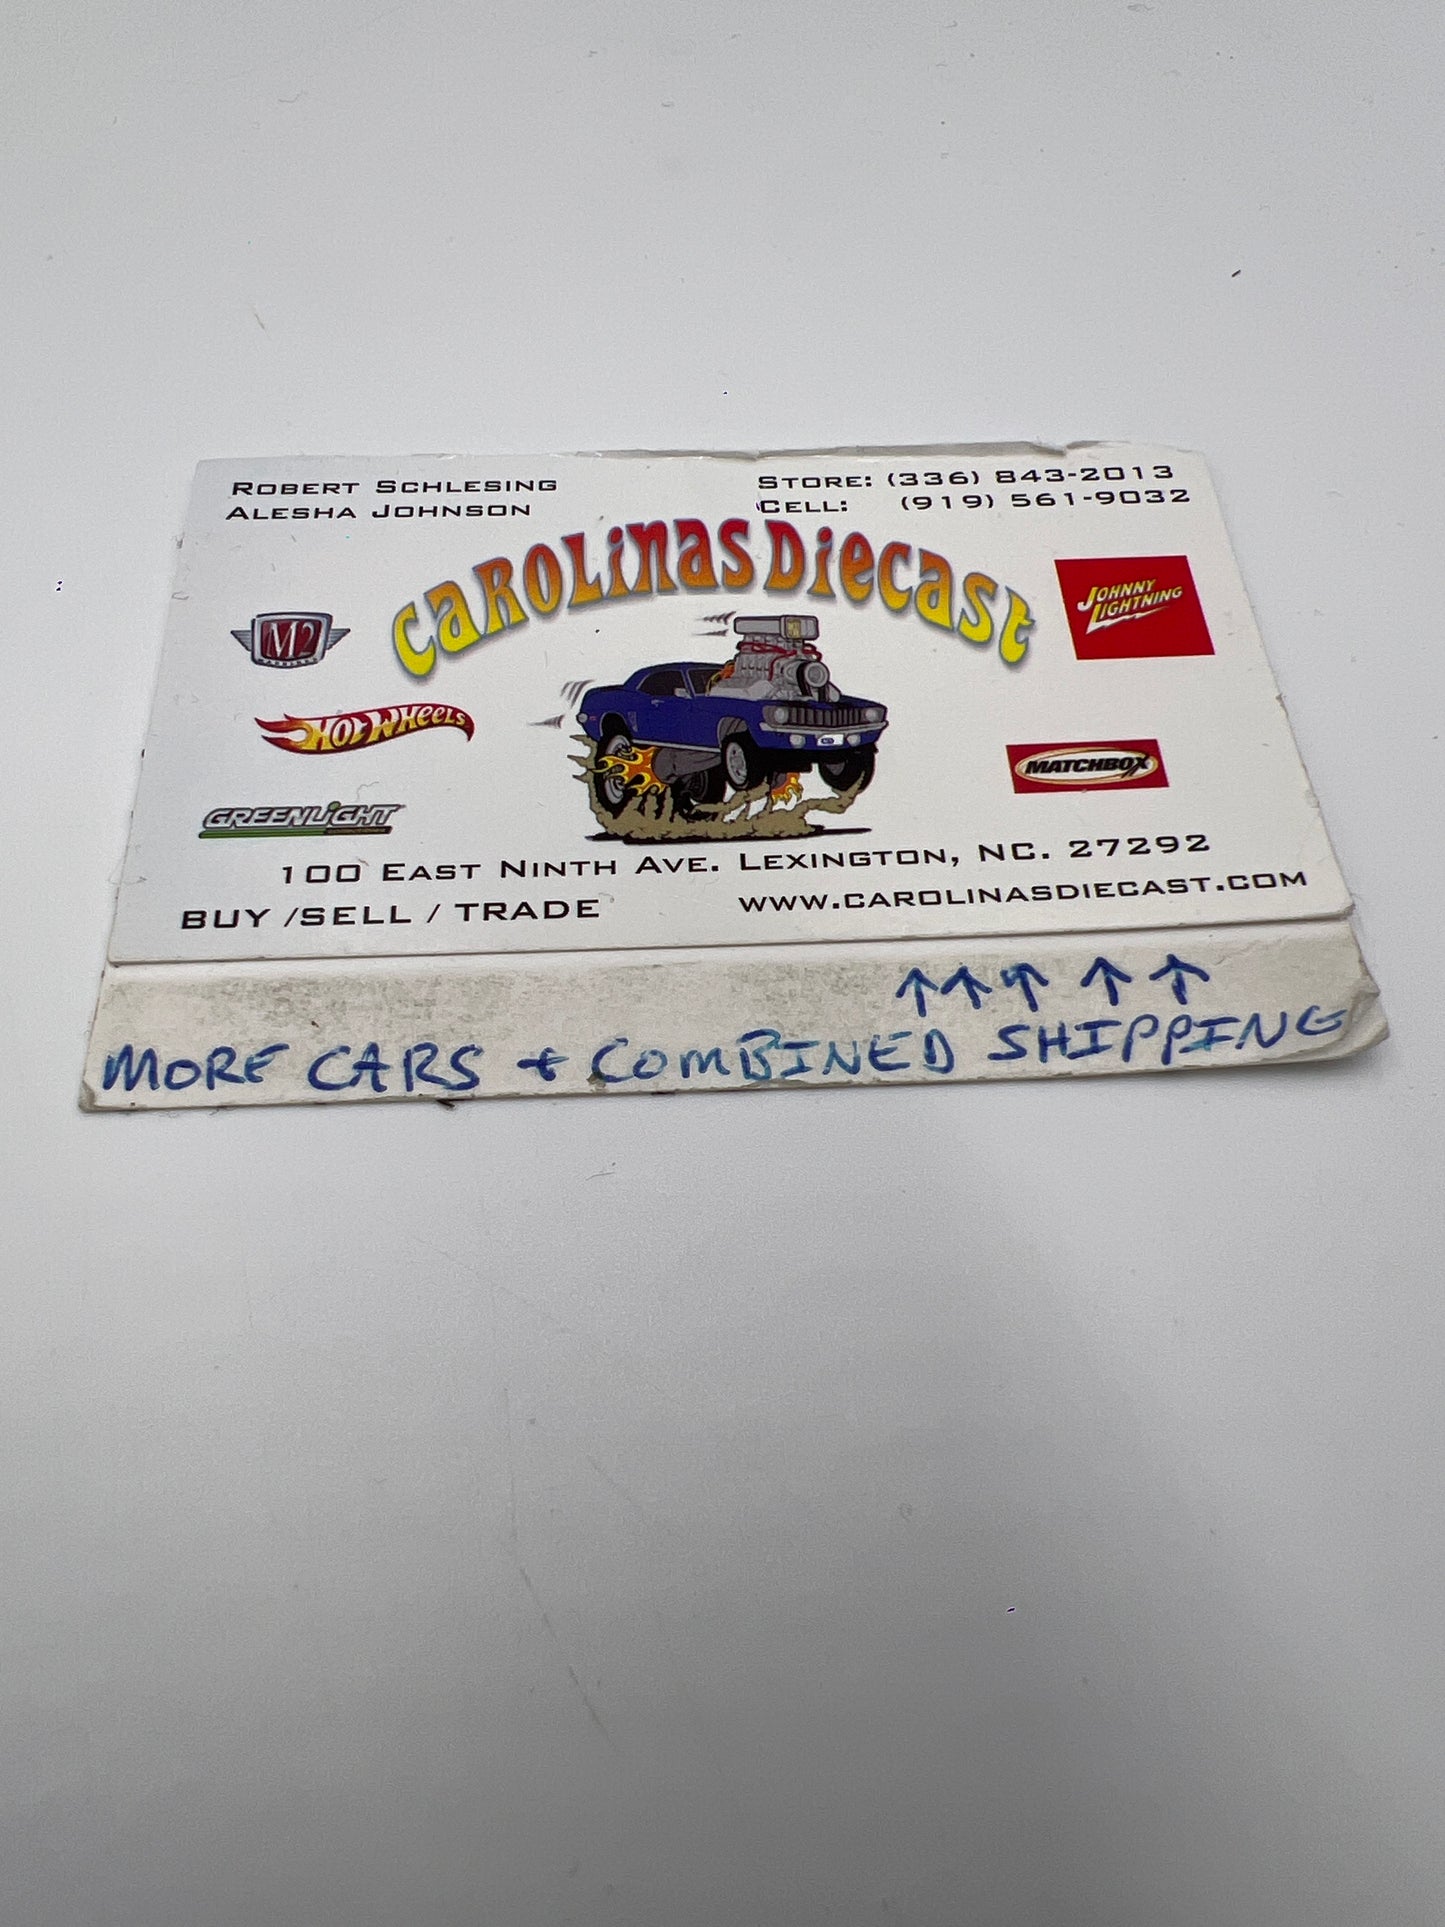 ROBERT SCHLESING
ALESHA JOHNSON
STORE: (336) 843-2013
CELL: (919) 561-9032
CAROLINAS DIECAST
M2
JOHNNY
LIGHTNING
HOT WHEELS
MATCHBOX
GREENLIGHT
100 EAST NINTH AVE. LEXINGTON, NC. 27292
BUY /SELL / TRADE
WWW.CAROLINASDIECAST.COM
↑ ↑ ↑ ↑ ↑
MORE CARS + COMBINED SHIPPING